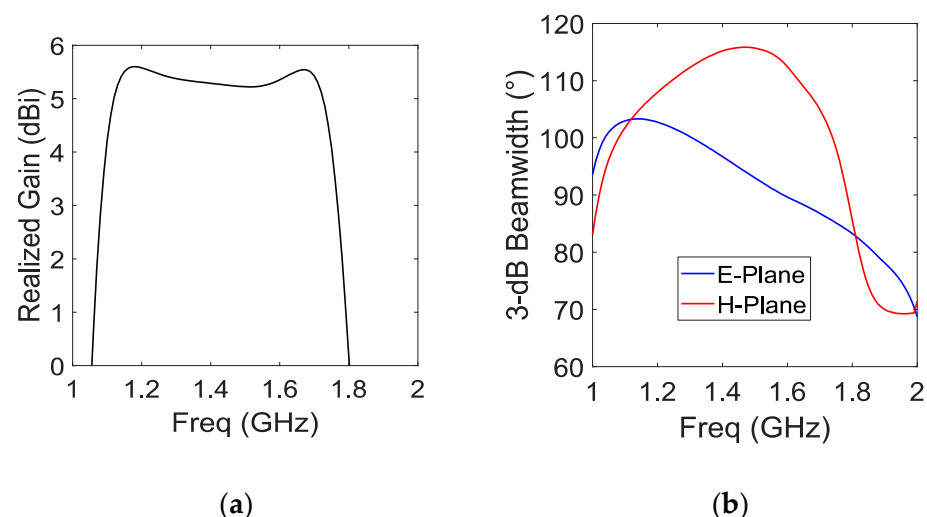 6
5
4
3
2
1
0
Realized Gain (dBi)
1 1.2 1.4 1.6 1.8 2
Freq (GHz)
(a)
120
110
100
90
80
70
60
3-dB Beamwidth (°)
E-Plane
H-Plane
1 1.2 1.4 1.6 1.8 2
Freq (GHz)
(b)